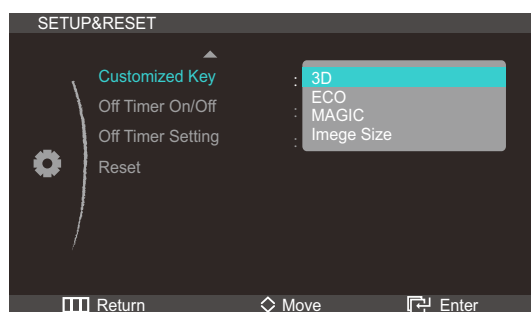 SETUP&RESET
Customized Key : 3D
ECO
Off Timer On/Off :
MAGIC
Off Timer Setting : Imege Size
Reset
Return Move Enter